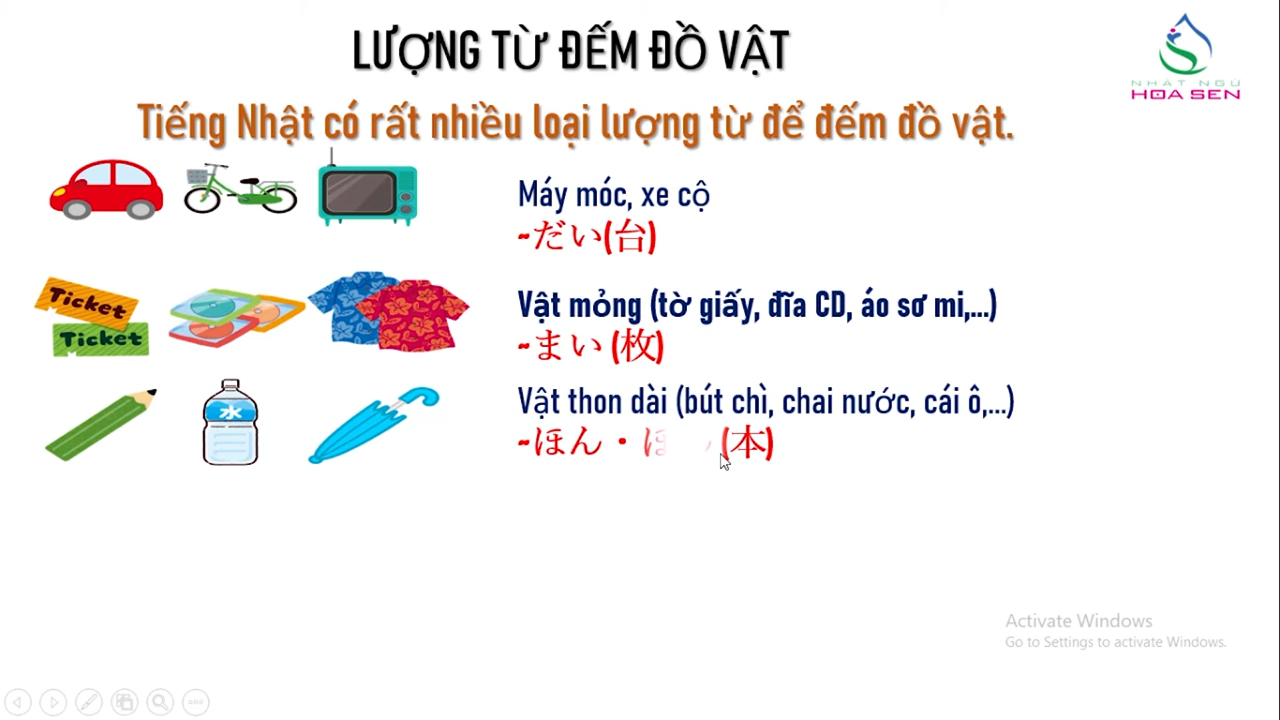 LƯỢNG TỪ ĐẾM ĐỒ VẬT
NHẬT NGỮ
HOA SEN
Tiếng Nhật có rất nhiều loại lượng từ để đếm đồ vật.
Máy móc, xe cộ
-だい(台)
Ticket
Ticket
Vật mỏng (tờ giấy, đĩa CD, áo sơ mi,...)
-まい (枚)
水
Vật thon dài (bút chì, chai nước, cái ô,...)
-ほん・ (本)
Activate Windows
Go to Settings to activate Windows.